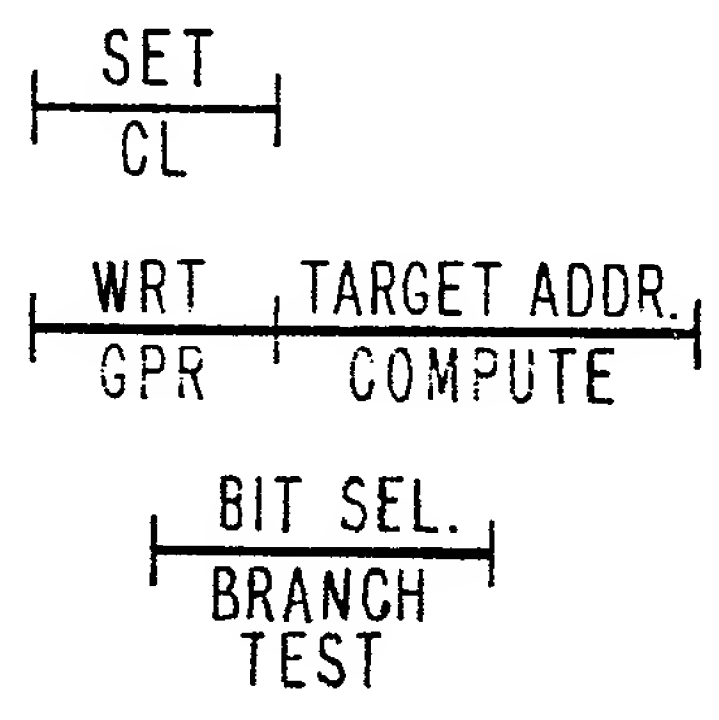 SET
CL
WRT TARGET ADDR.
GPR COMPUTE
BIT SEL.
BRANCH
TEST